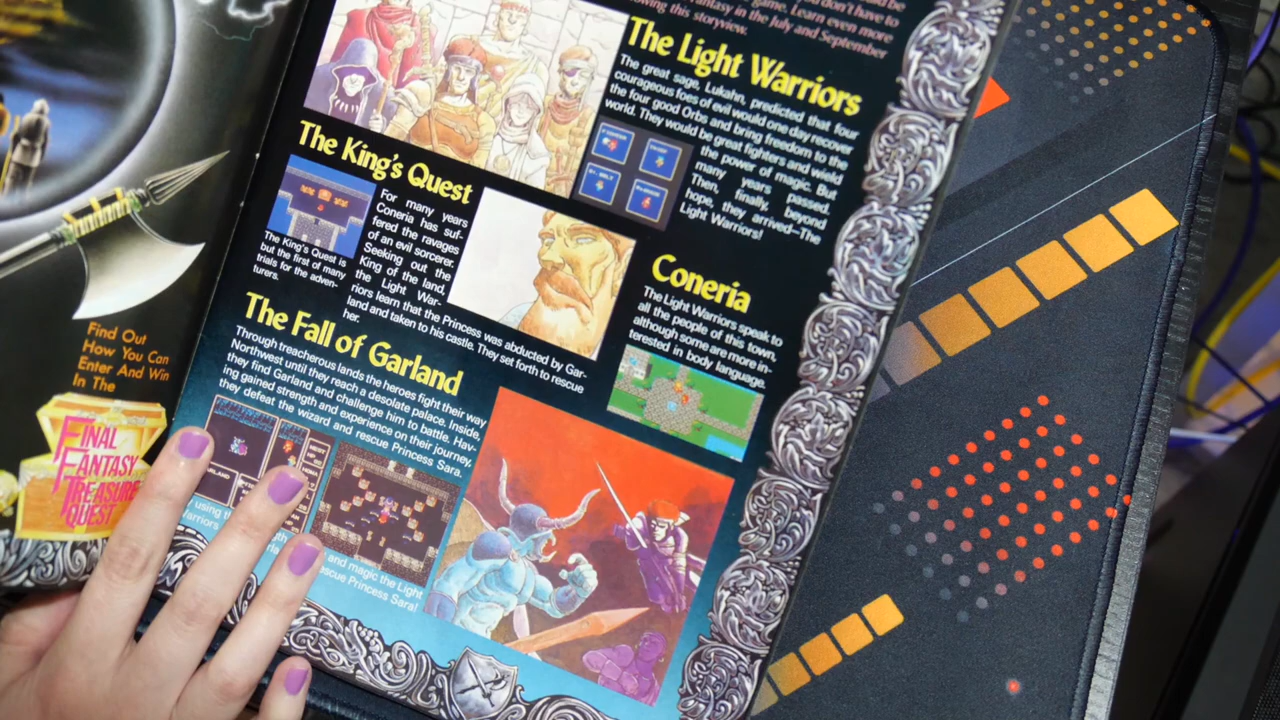 Find Out
How You Can
Enter And Win
In The
FINAL
FANTASY
TREASURE
QUEST
you don't have to
game. Learn even more
Fantasy in the July and September
this storyview.
The Light Warriors
The great sage, Lukahn, predicted that four
courageous foes of evil would one day recover
the four good Orbs and bring freedom to the
world. They would be great fighters and wield
the power of magic. But
many years passed.
Then, finally, beyond
hope, they arrived—The
Light Warriors!
The King's Quest
For many years
Coneria has suf-
fered the ravages
of an evil sorcerer.
Seeking out the
King of the land,
the Light War-
riors learn that the Princess was abducted by Gar-
land and taken to his castle. They set forth to rescue
her.
The King's Quest is
but the first of many
trials for the adven-
turers.
Coneria
The Light Warriors speak to
all the people of this town,
although some are more in-
terested in body language.
The Fall of Garland
Through treacherous lands the heroes fight their way
Northwest until they reach a desolate palace. Inside,
they find Garland and challenge him to battle. Hav-
ing gained strength and experience on their journey,
they defeat the wizard and rescue Princess Sara.
using
and magic the Light
Princess Sara!